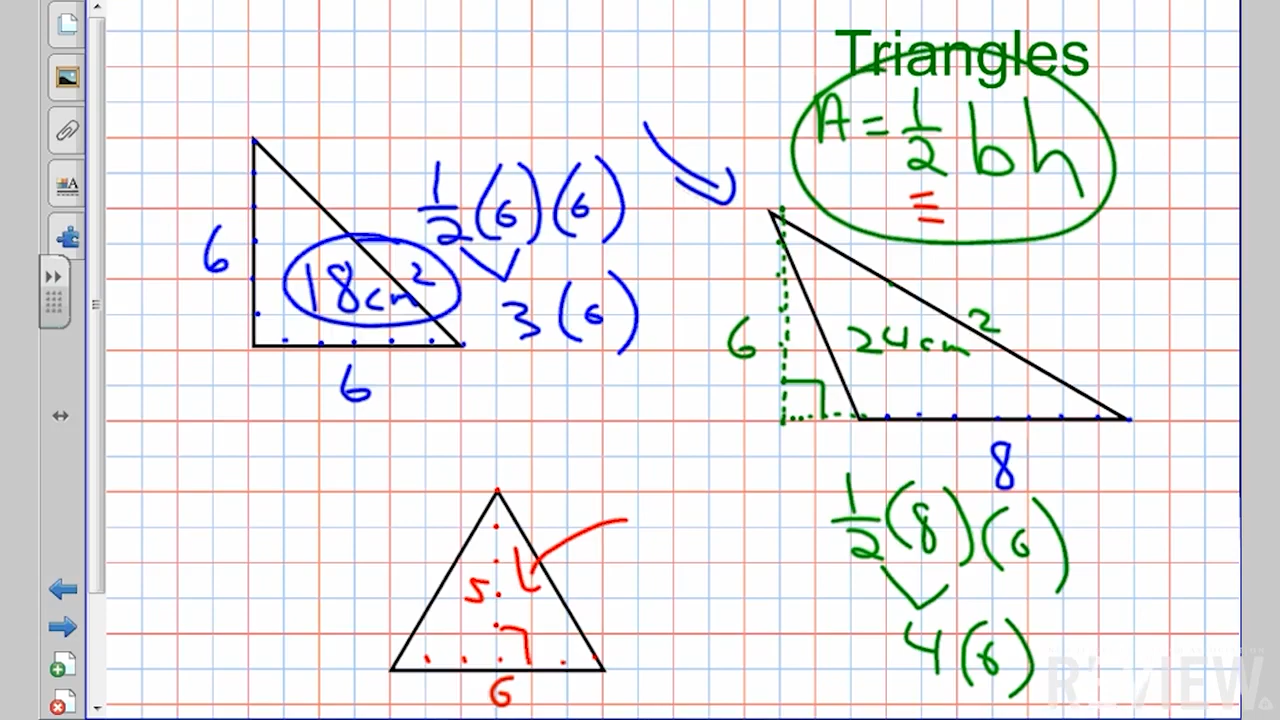 Triangles
A = 1/2 bh
6
1/2 (6)(6)
3 (6)
18cm²
6
6
24cm²
8
1/2 (8)(6)
4(6)
5
6
REVIEW.